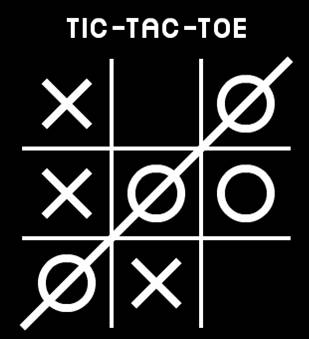 TIC-TAC-TOE
X O
X O O
O X